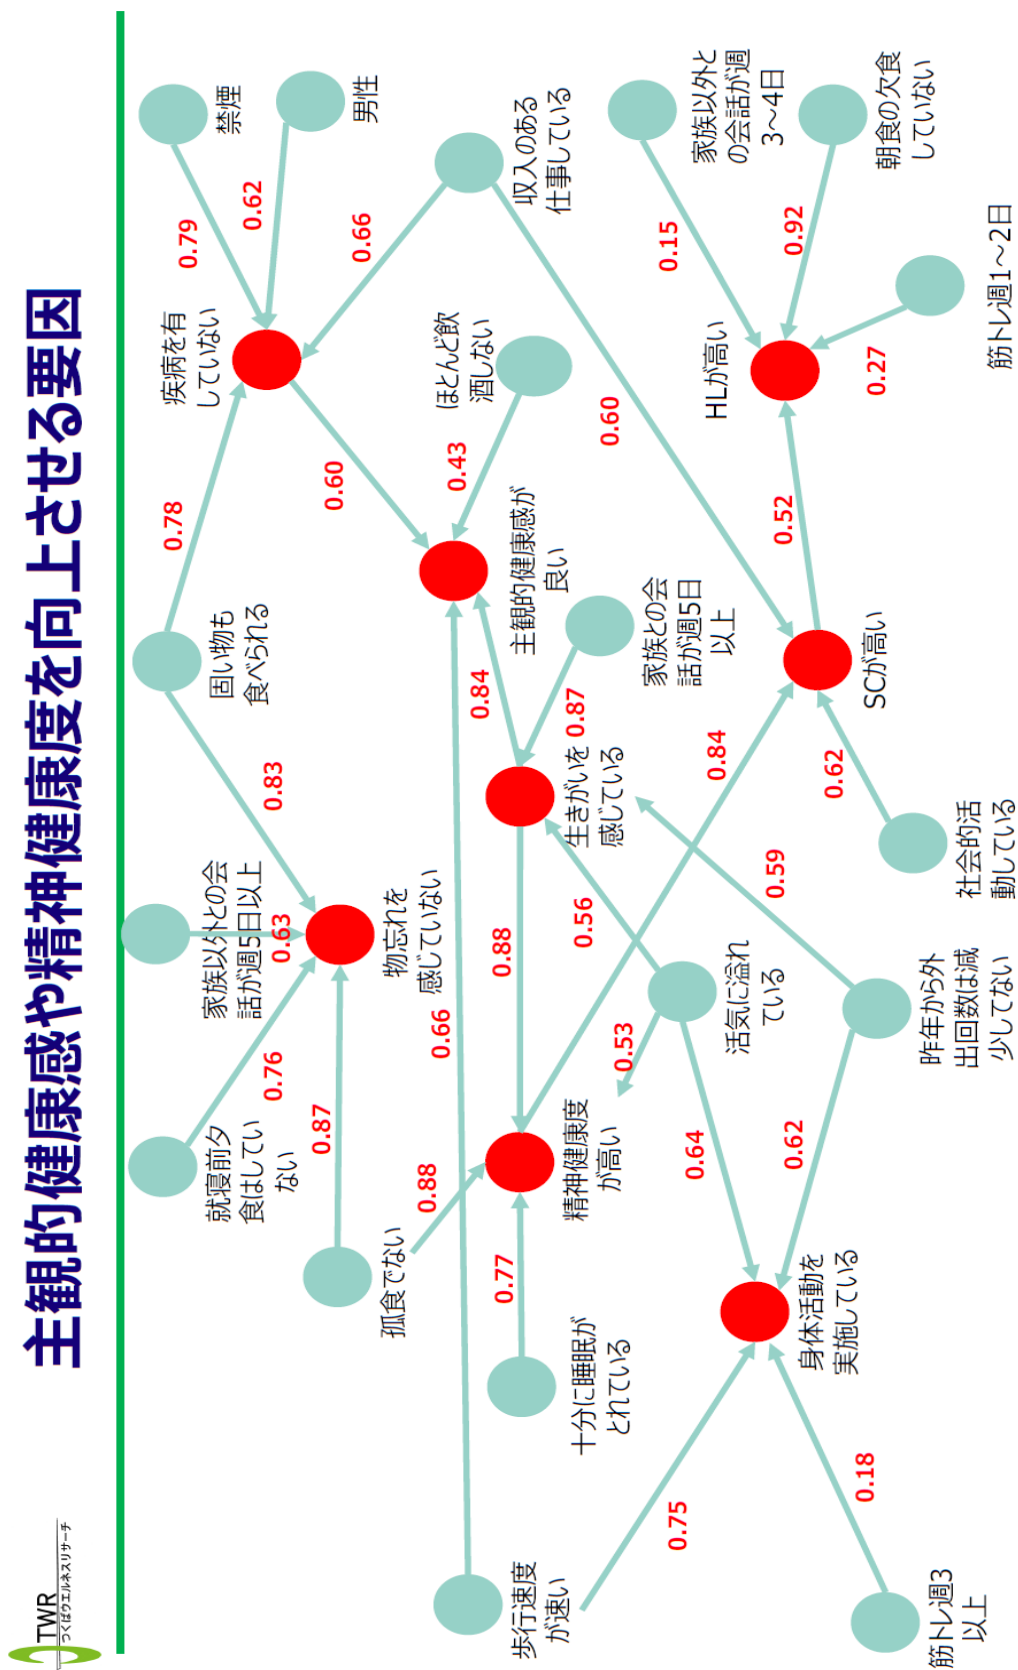 TWR
つくばウエルネスリサーチ
主観的健康感や精神健康度を向上させる要因
禁煙
0.79
0.62
男性
疾病を有
していない
0.66
収入のある
仕事している
0.78
固い物も
食べられる
0.60
ほとんど飲
酒しない
0.43
0.60
家族以外と
の会話が週
3〜4日
0.15
朝食の欠食
していない
0.92
HLが高い
0.27
筋トレ週1〜2日
0.52
主観的健康感が
良い
0.83
家族以外との会
話が週5日以上
0.63
物忘れを
感じていない
0.76
就寝前夕
食はしてい
ない
0.87
孤食でない
0.88
0.66
0.84
0.87
家族との会
話が週5日
以上
生きがいを
感じている
0.84
SCが高い
0.62
社会的活
動している
0.88
0.56
0.59
活気に溢れ
ている
0.53
精神健康度
が高い
0.77
十分に睡眠が
とれている
0.64
0.62
昨年から外
出回数は減
少してない
身体活動を
実施している
0.75
歩行速度
が速い
0.18
筋トレ週3
以上